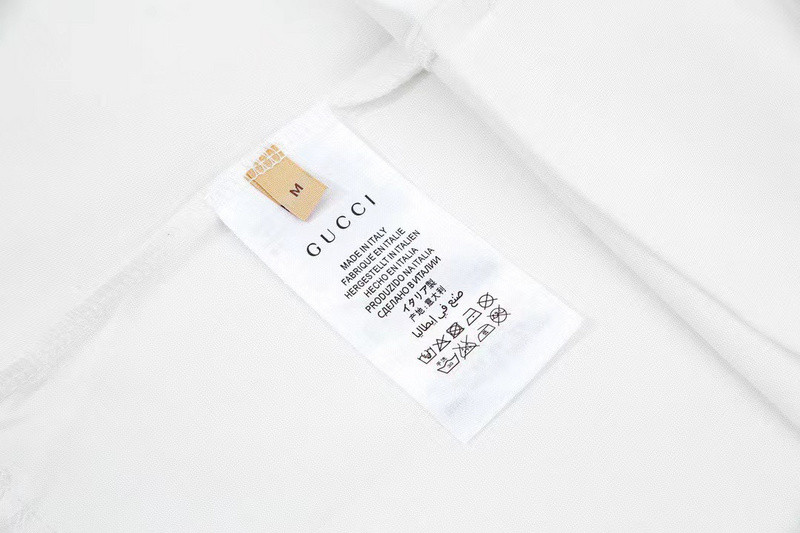 M
GUCCI
MADE IN ITALY
FABRIQUE EN ITALIE
HERGESTELLT IN ITALIEN
HECHO EN ITALIA
PRODUZIDO NA ITALIA
СДЕЛАНО В ИТАЛИИ
イタリア製
产地:意大利
صنع في إيطاليا